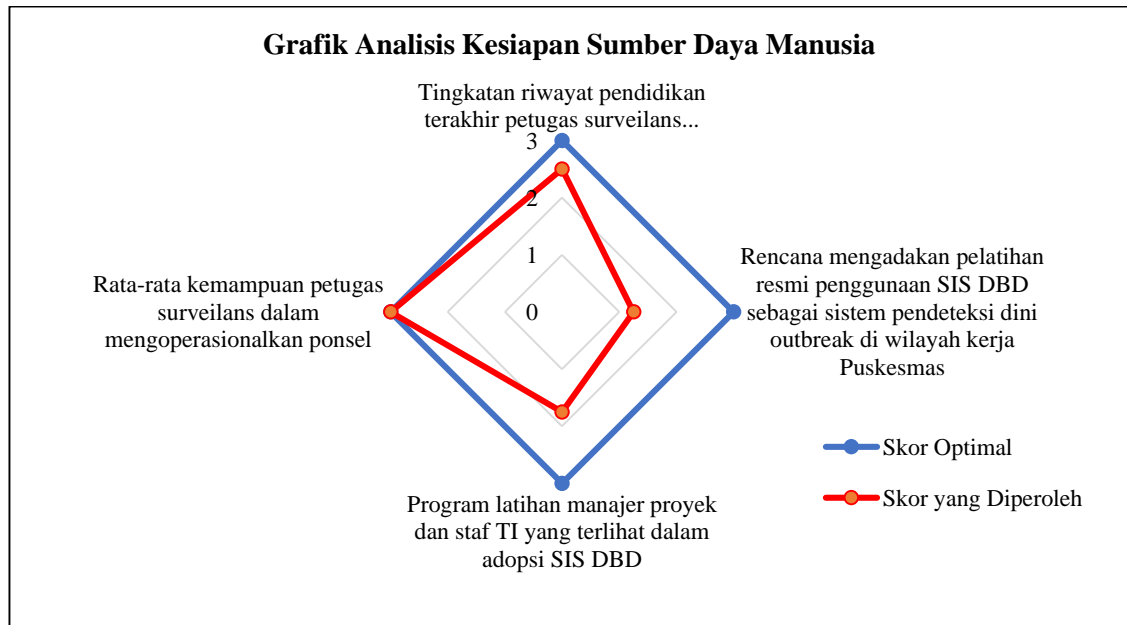 Grafik Analisis Kesiapan Sumber Daya Manusia
Tingkatan riwayat pendidikan
terakhir petugas surveilans...
3
2
1
0
Rencana mengadakan pelatihan
resmi penggunaan SIS DBD
sebagai sistem pendeteksi dini
outbreak di wilayah kerja
Puskesmas
Rata-rata kemampuan petugas
surveilans dalam
mengoperasionalkan ponsel
Program latihan manajer proyek
dan staf TI yang terlihat dalam
adopsi SIS DBD
Skor Optimal
Skor yang Diperoleh